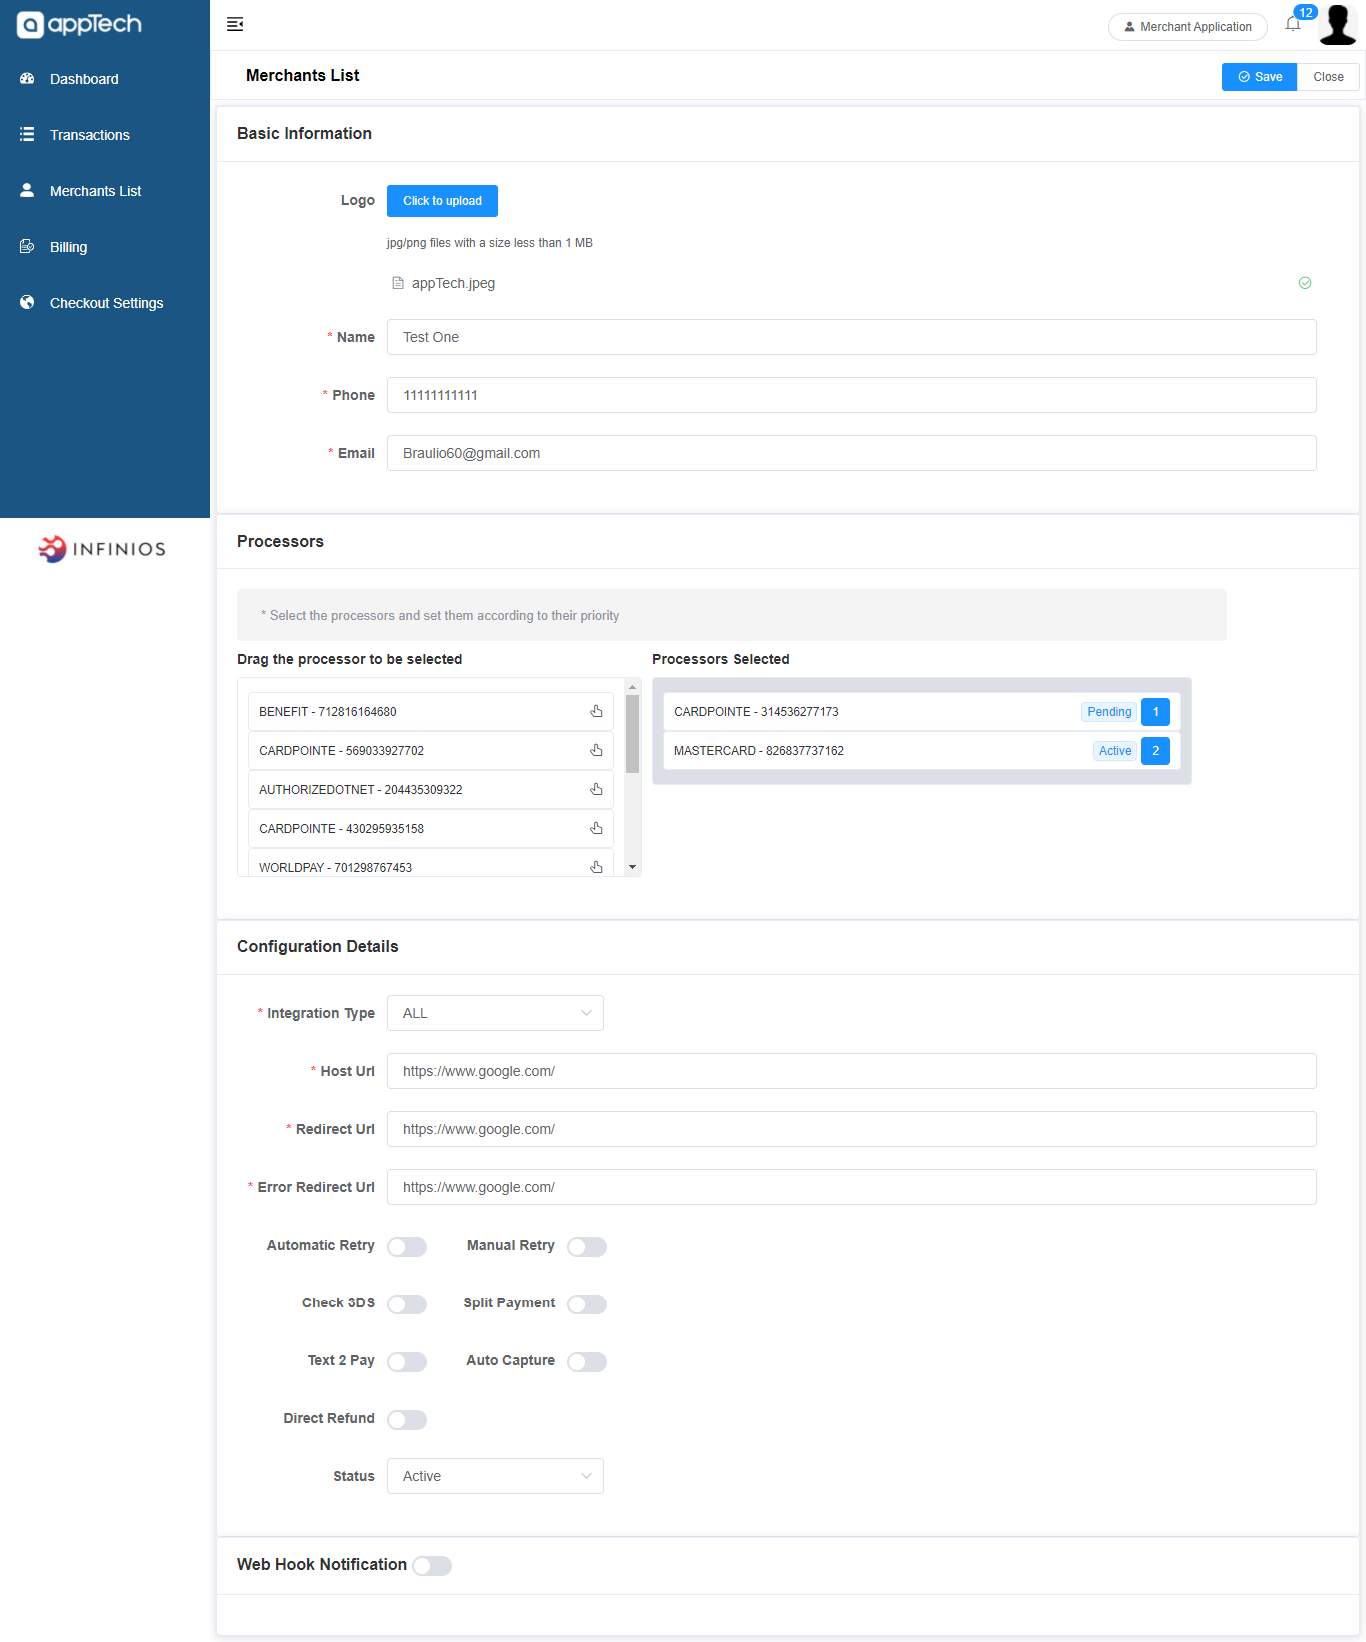 appTech
Merchant Application
12
Dashboard
Transactions
Merchants List
Billing
Checkout Settings
INFINIOS
Merchants List
Save
Close
Basic Information
Logo
Click to upload
jpg/png files with a size less than 1 MB
appTech.jpeg
* Name
Test One
* Phone
11111111111
* Email
Braulio60@gmail.com
Processors
* Select the processors and set them according to their priority
Drag the processor to be selected
BENEFIT - 712816164680
CARDPOINTE - 569033927702
AUTHORIZEDOTNET - 204435309322
CARDPOINTE - 430295935158
WORLDPAY - 701298767453
Processors Selected
CARDPOINTE - 314536277173 Pending 1
MASTERCARD - 826837737162 Active 2
Configuration Details
* Integration Type ALL
* Host Url https://www.google.com/
* Redirect Url https://www.google.com/
* Error Redirect Url https://www.google.com/
Automatic Retry Manual Retry
Check 3DS Split Payment
Text 2 Pay Auto Capture
Direct Refund
Status Active
Web Hook Notification